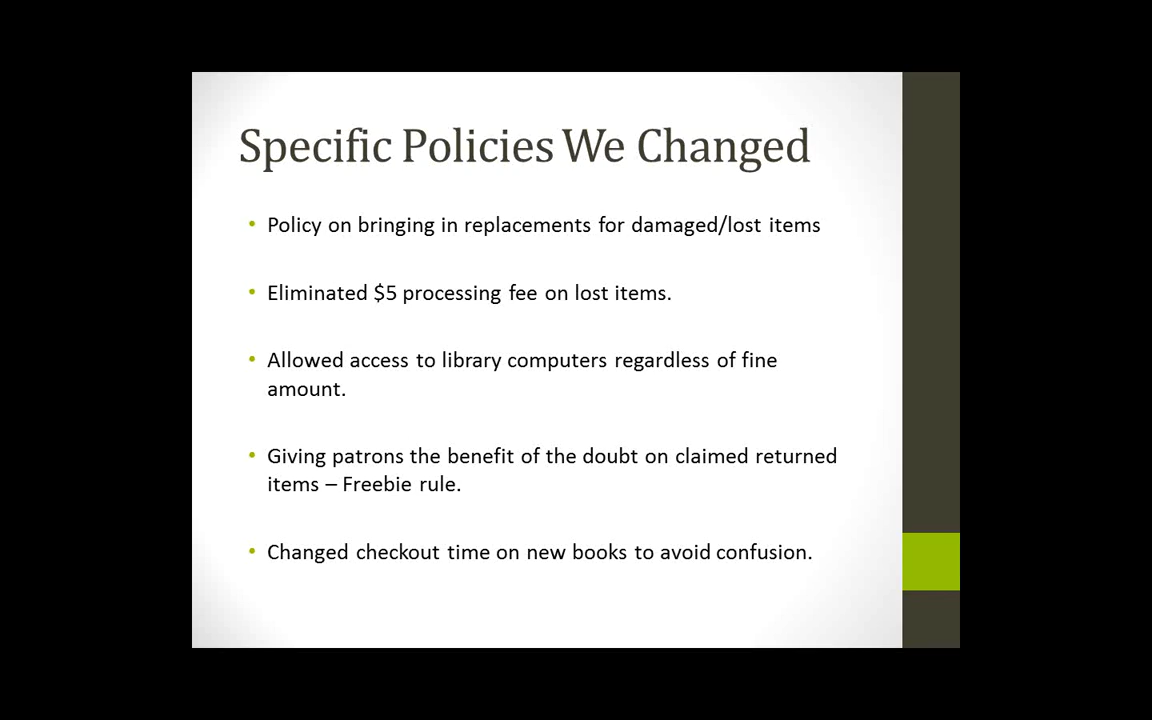 Specific Policies We Changed
• Policy on bringing in replacements for damaged/lost items
• Eliminated $5 processing fee on lost items.
• Allowed access to library computers regardless of fine
amount.
• Giving patrons the benefit of the doubt on claimed returned
items – Freebie rule.
• Changed checkout time on new books to avoid confusion.